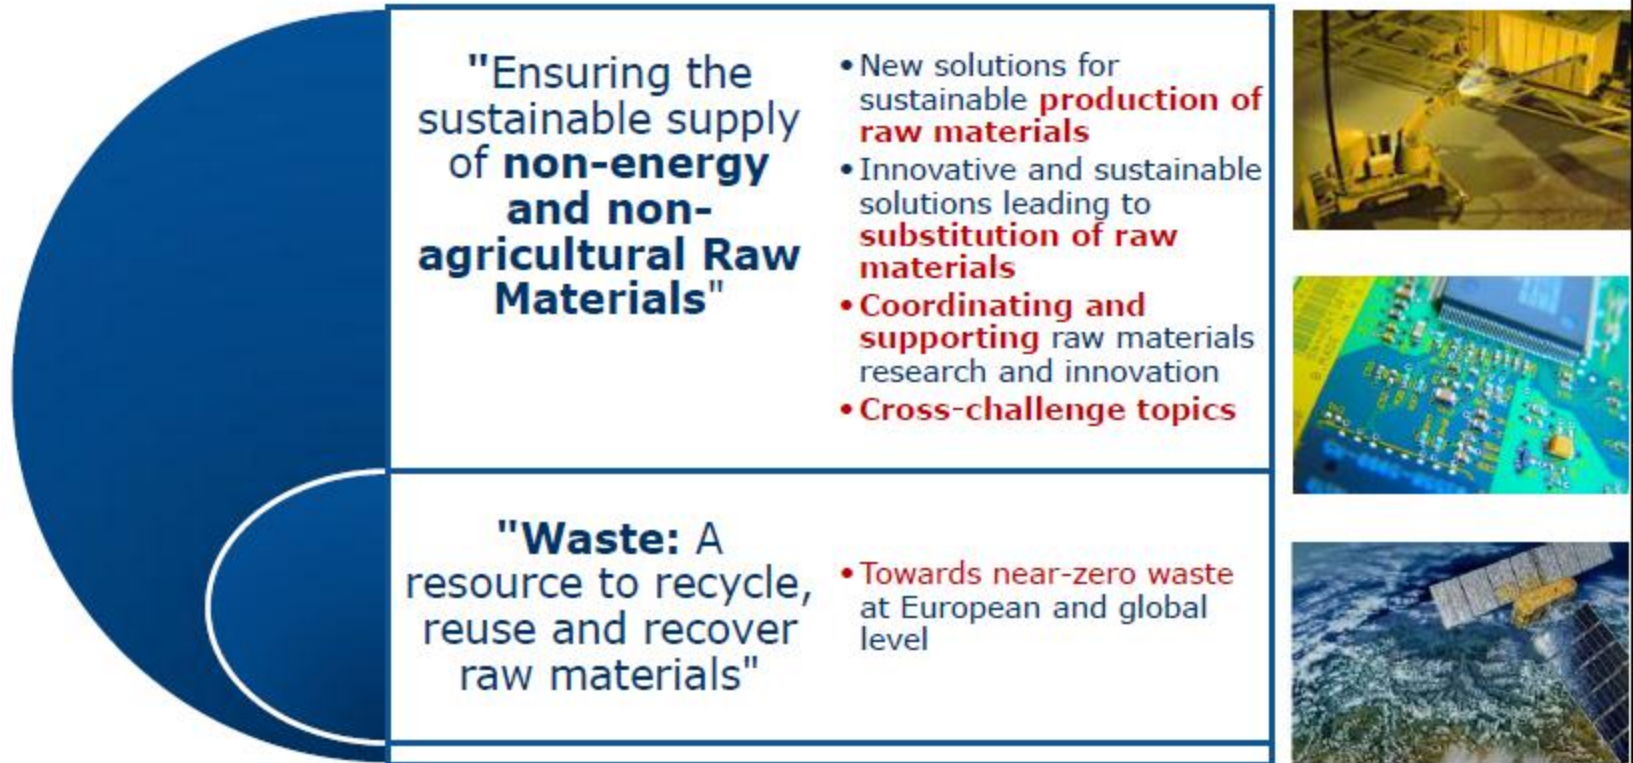 "Ensuring the
sustainable supply
of non-energy
and non-
agricultural Raw
Materials"
• New solutions for
sustainable production of
raw materials
• Innovative and sustainable
solutions leading to
substitution of raw
materials
• Coordinating and
supporting raw materials
research and innovation
• Cross-challenge topics
"Waste: A
resource to recycle,
reuse and recover
raw materials"
• Towards near-zero waste
at European and global
level